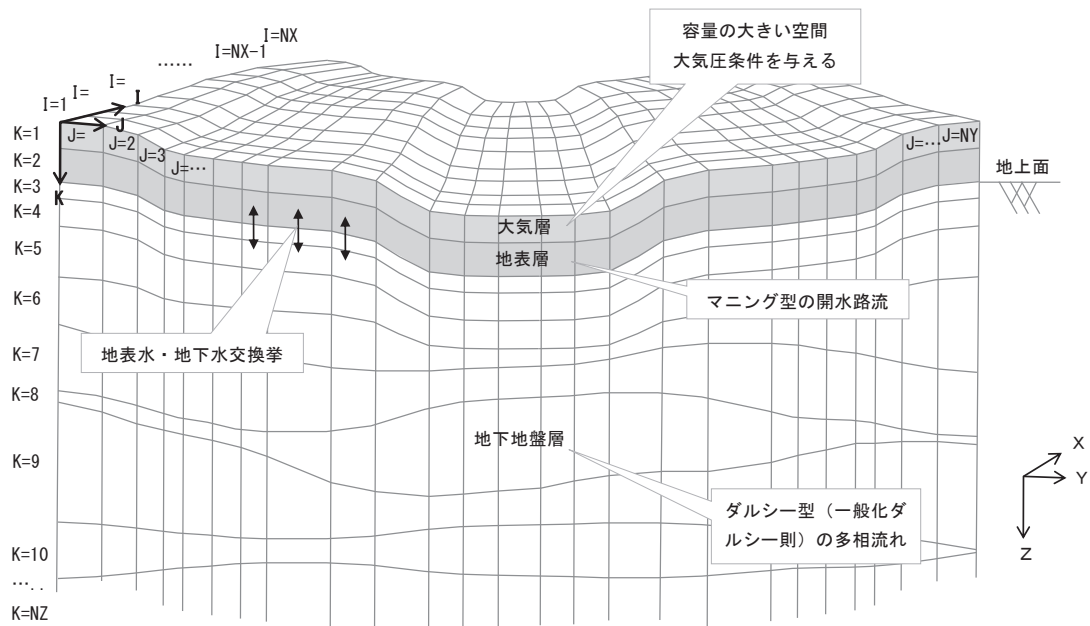 I=NX
I=NX-1
……
I=
I=
I=1
I
J
K
K=1
K=2
K=3
K=4
K=5
K=6
K=7
K=8
K=9
K=10
…..
K=NZ
J=
J=2
J=3
J=…
J=…
J=NY
容量の大きい空間
大気圧条件を与える
地上面
大気層
地表層
マニング型の開水路流
地表水・地下水交換挙
地下地盤層
ダルシー型（一般化ダ
ルシー則）の多相流れ
X
Y
Z